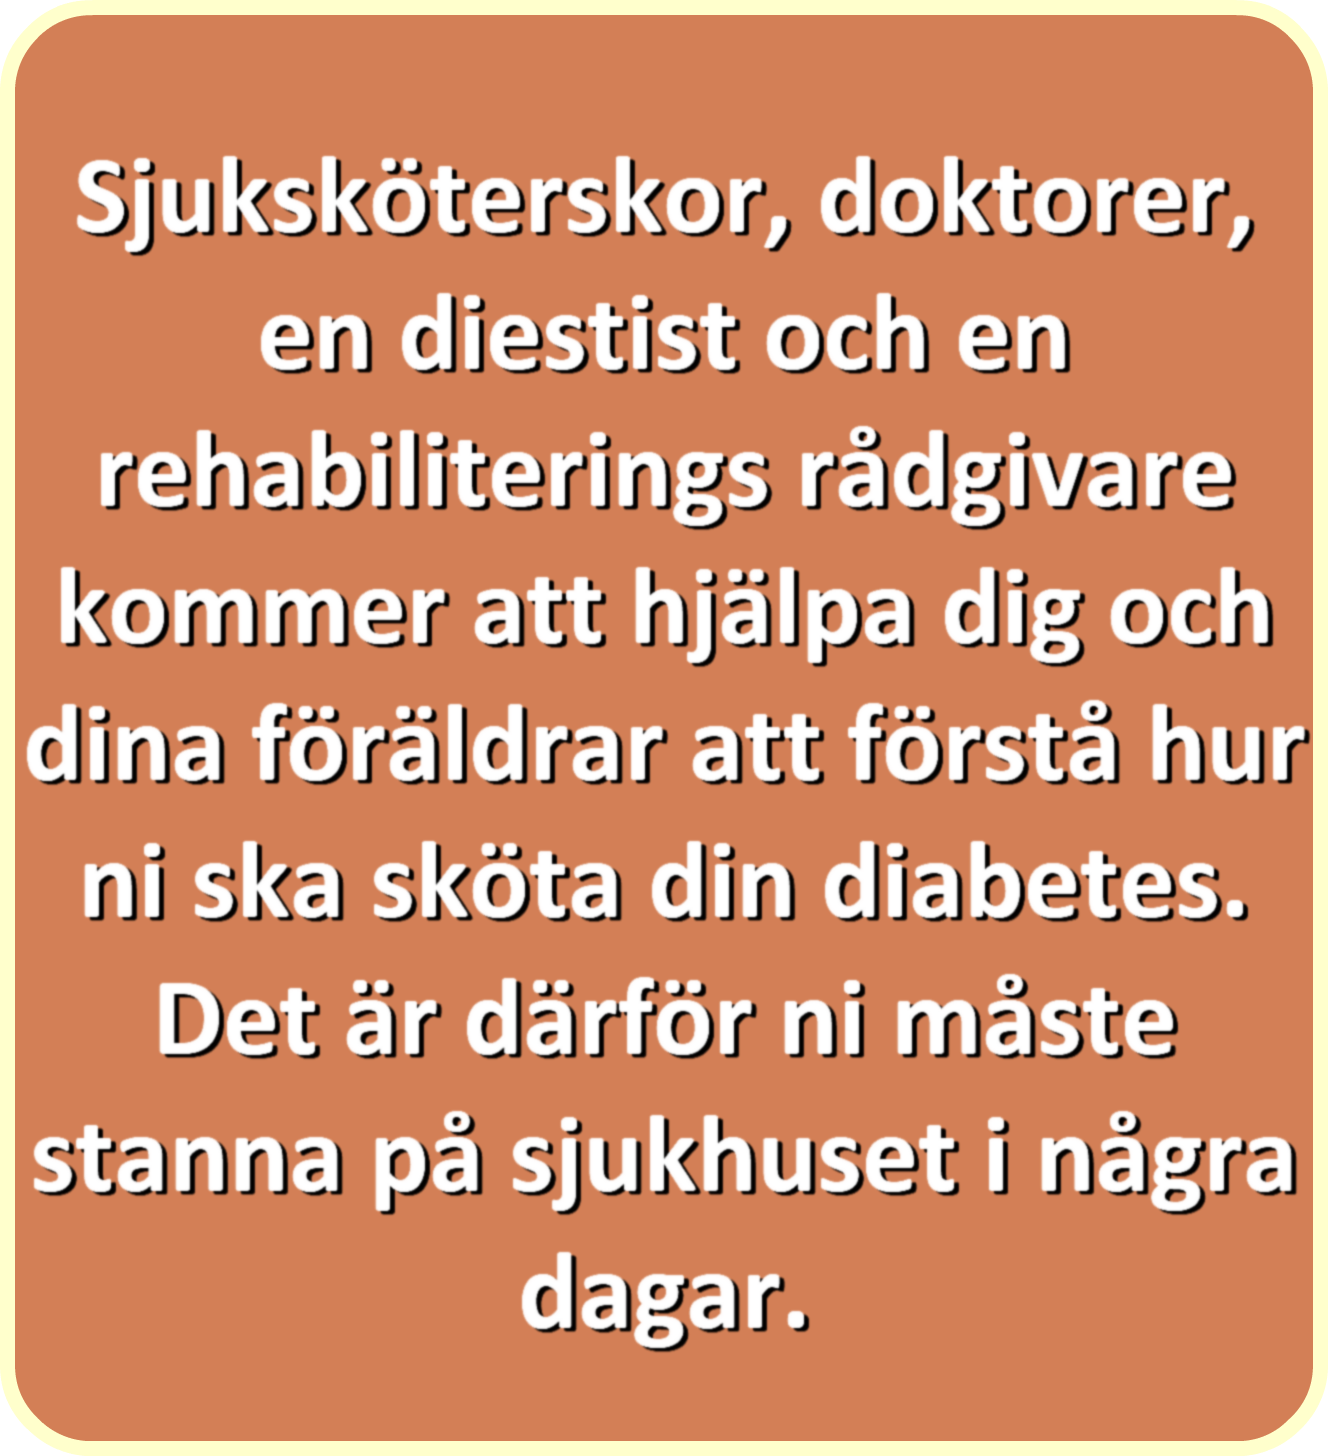 Sjuksköterskor, doktorer,
en diestist och en
rehabiliterings rådgivare
kommer att hjälpa dig och
dina föräldrar att förstå hur
ni ska sköta din diabetes.
Det är därför ni måste
stanna på sjukhuset i några
dagar.